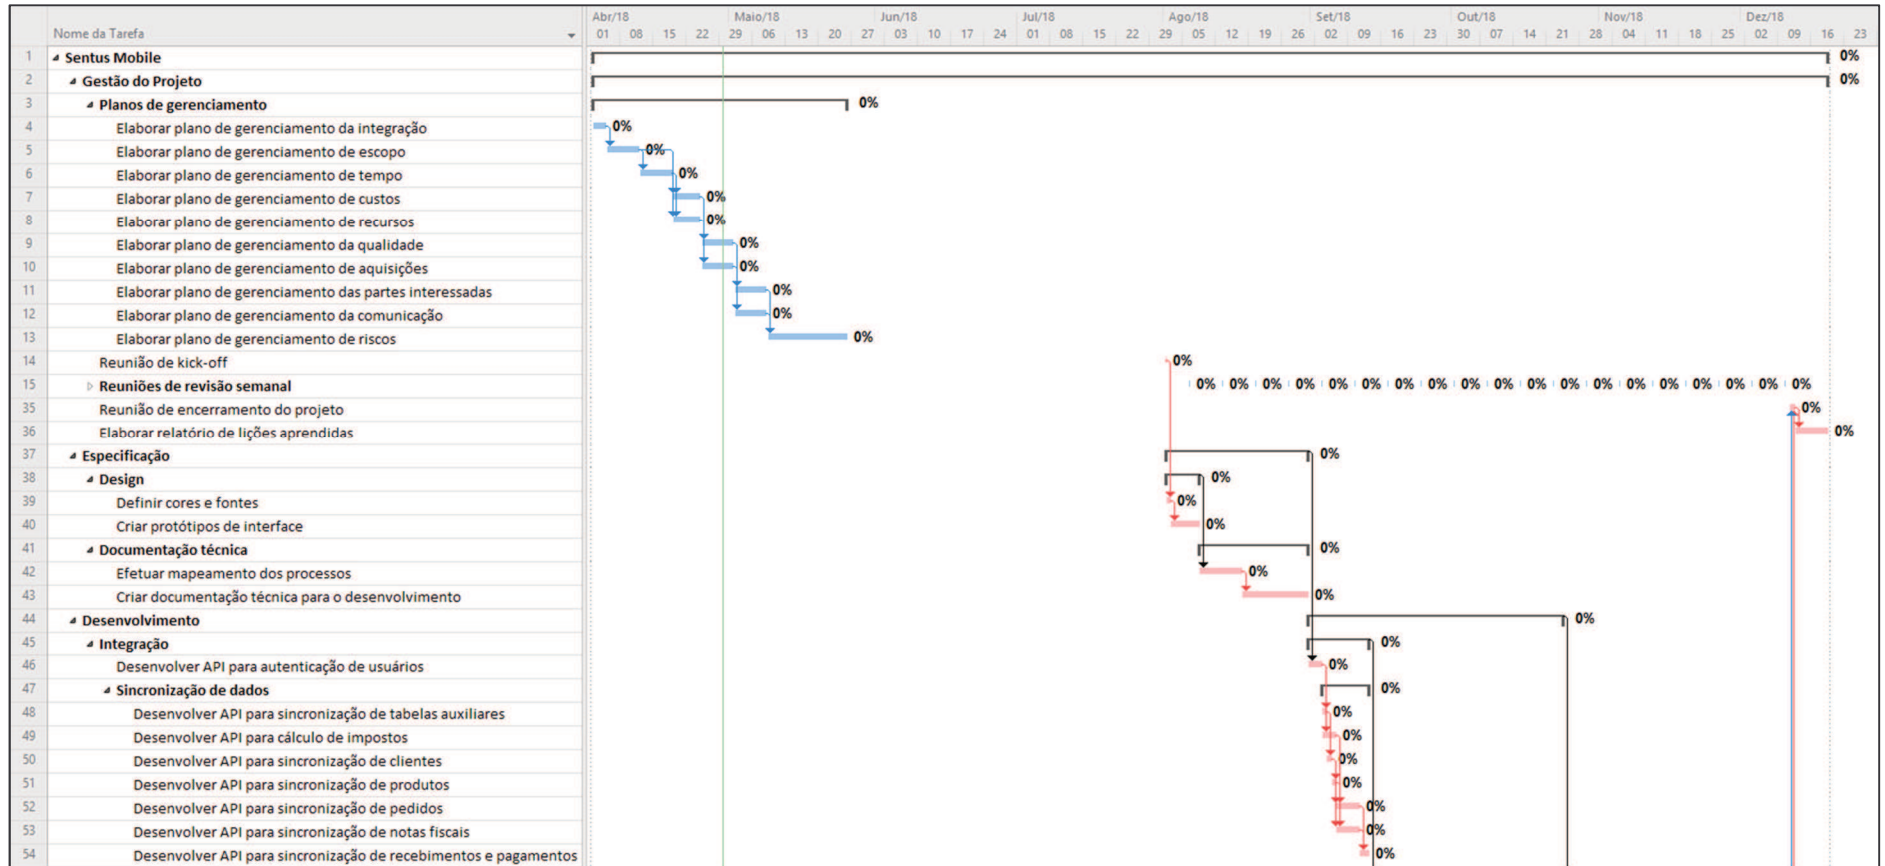 Abr/18 Maio/18 Jun/18 Jul/18 Ago/18 Set/18 Out/18 Nov/18 Dez/18
Nome da Tarefa 01 08 15 22 29 06 13 20 27 03 10 17 24 01 08 15 22 29 05 12 19 26 02 09 16 23 30 07 14 21 28 04 11 18 25 02 09 16 23
1 Sentus Mobile 0%
2 Gestão do Projeto 0%
3 Planos de gerenciamento 0%
4 Elaborar plano de gerenciamento da integração 0%
5 Elaborar plano de gerenciamento de escopo 0%
6 Elaborar plano de gerenciamento de tempo 0%
7 Elaborar plano de gerenciamento de custos 0%
8 Elaborar plano de gerenciamento de recursos 0%
9 Elaborar plano de gerenciamento da qualidade 0%
10 Elaborar plano de gerenciamento de aquisições 0%
11 Elaborar plano de gerenciamento das partes interessadas 0%
12 Elaborar plano de gerenciamento da comunicação 0%
13 Elaborar plano de gerenciamento de riscos 0%
14 Reunião de kick-off 0%
15 Reuniões de revisão semanal 0% 0% 0% 0% 0% 0% 0% 0% 0% 0% 0% 0% 0% 0% 0% 0% 0% 0% 0%
35 Reunião de encerramento do projeto 0%
36 Elaborar relatório de lições aprendidas 0%
37 Especificação 0%
38 Design 0%
39 Definir cores e fontes 0%
40 Criar protótipos de interface 0%
41 Documentação técnica 0%
42 Efetuar mapeamento dos processos 0%
43 Criar documentação técnica para o desenvolvimento 0%
44 Desenvolvimento 0%
45 Integração 0%
46 Desenvolver API para autenticação de usuários 0%
47 Sincronização de dados 0%
48 Desenvolver API para sincronização de tabelas auxiliares 0%
49 Desenvolver API para cálculo de impostos 0%
50 Desenvolver API para sincronização de clientes 0%
51 Desenvolver API para sincronização de produtos 0%
52 Desenvolver API para sincronização de pedidos 0%
53 Desenvolver API para sincronização de notas fiscais 0%
54 Desenvolver API para sincronização de recebimentos e pagamentos 0%